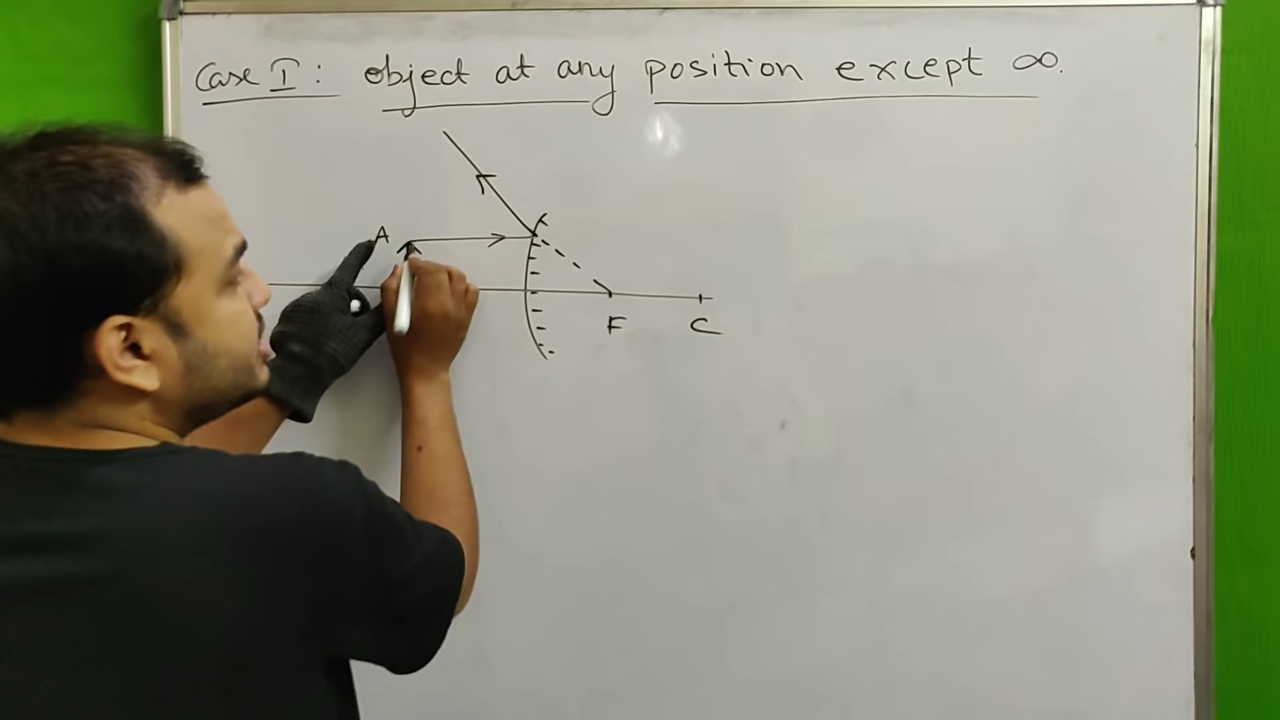 Case I : object at any position except ∞.
A
F C